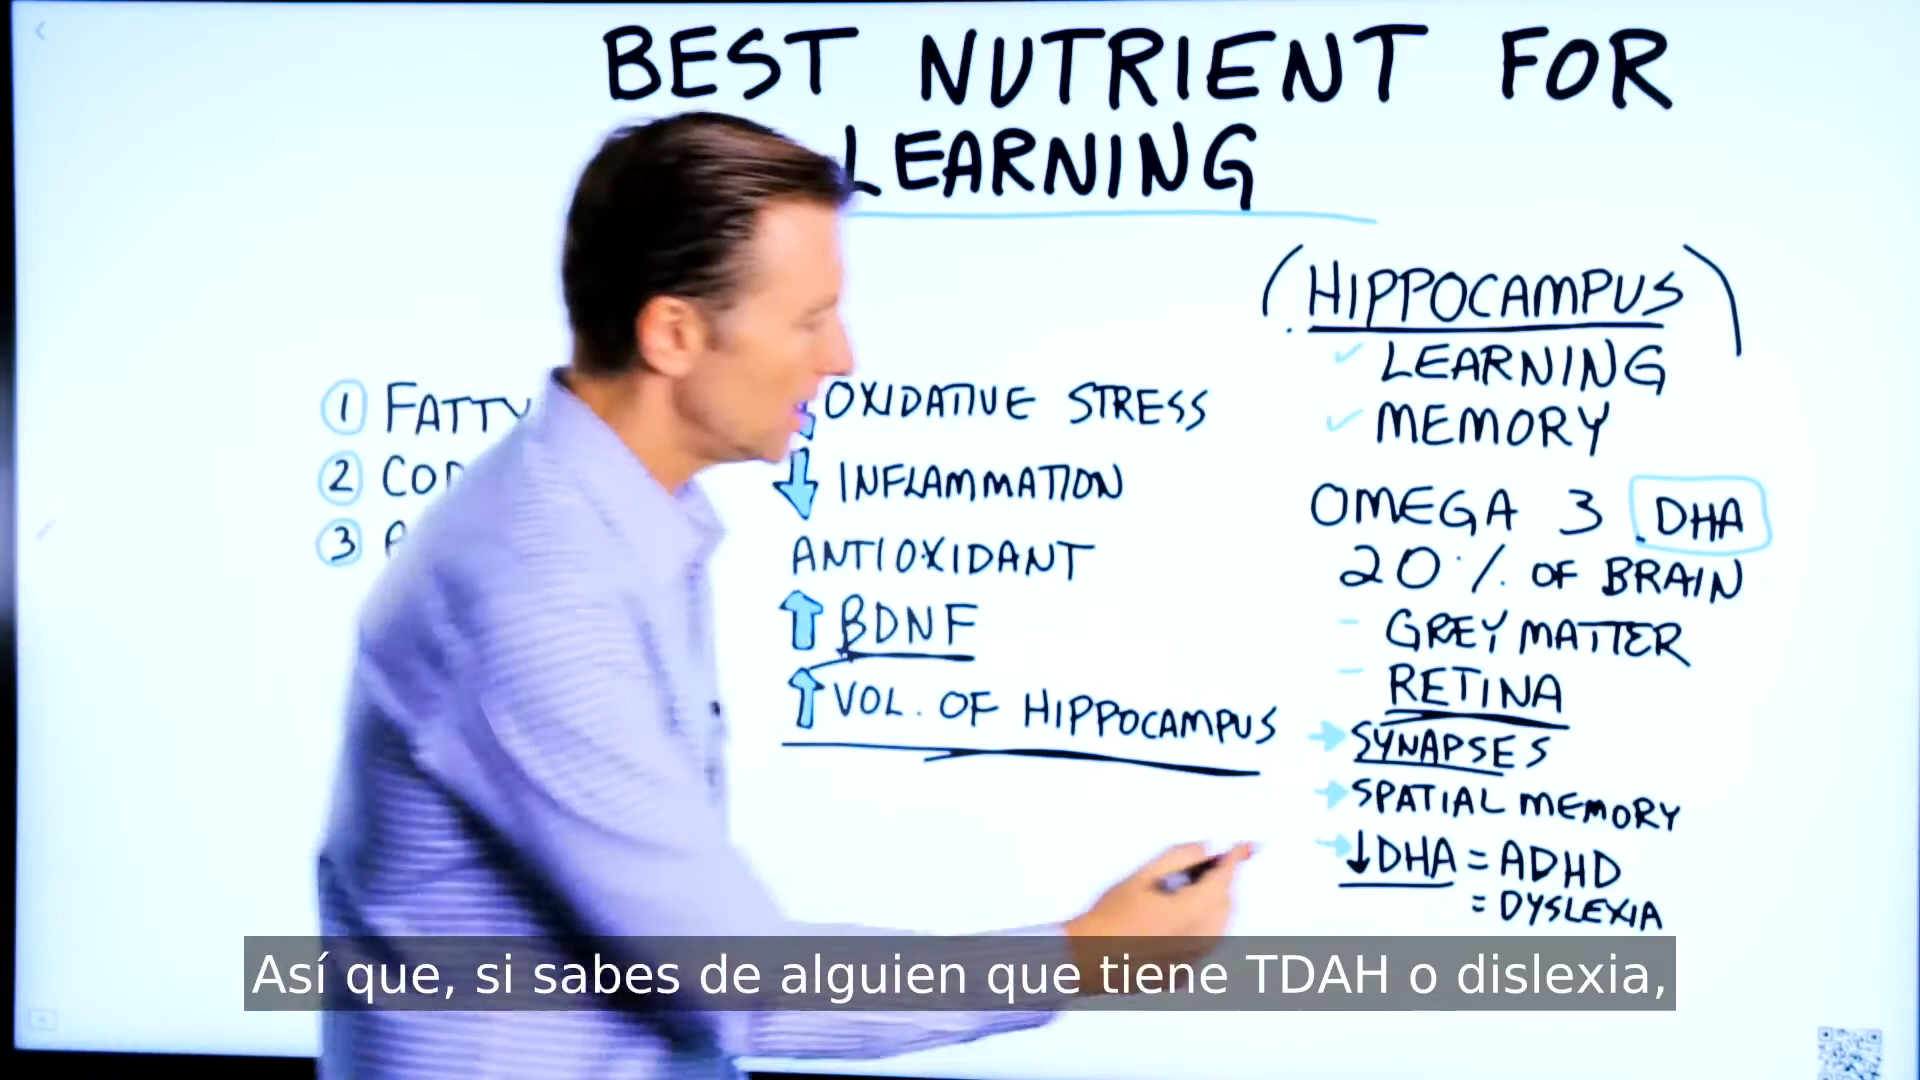 BEST NUTRIENT FOR
LEARNING
1 FATTY
2 COD
3
OXIDATIVE STRESS
↓ INFLAMMATION
ANTIOXIDANT
↑ BDNF
↑ VOL. OF HIPPOCAMPUS
(HIPPOCAMPUS)
✓ LEARNING
✓ MEMORY
OMEGA 3 DHA
20% OF BRAIN
- GREY MATTER
- RETINA
→ SYNAPSES
→ SPATIAL MEMORY
→ ↓DHA = ADHD
= DYSLEXIA
Así que, si sabes de alguien que tiene TDAH o dislexia,